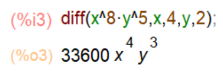 (%i3) diff(x^8·y^5,x,4,y,2);
(%o3) 33600 x⁴ y³